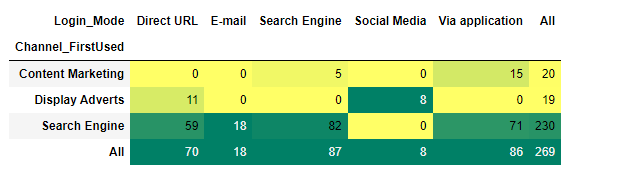 Login_Mode Direct URL E-mail Search Engine Social Media Via application All
Channel_FirstUsed
Content Marketing 0 0 5 0 15 20
Display Adverts 11 0 0 8 0 19
Search Engine 59 18 82 0 71 230
All 70 18 87 8 86 269